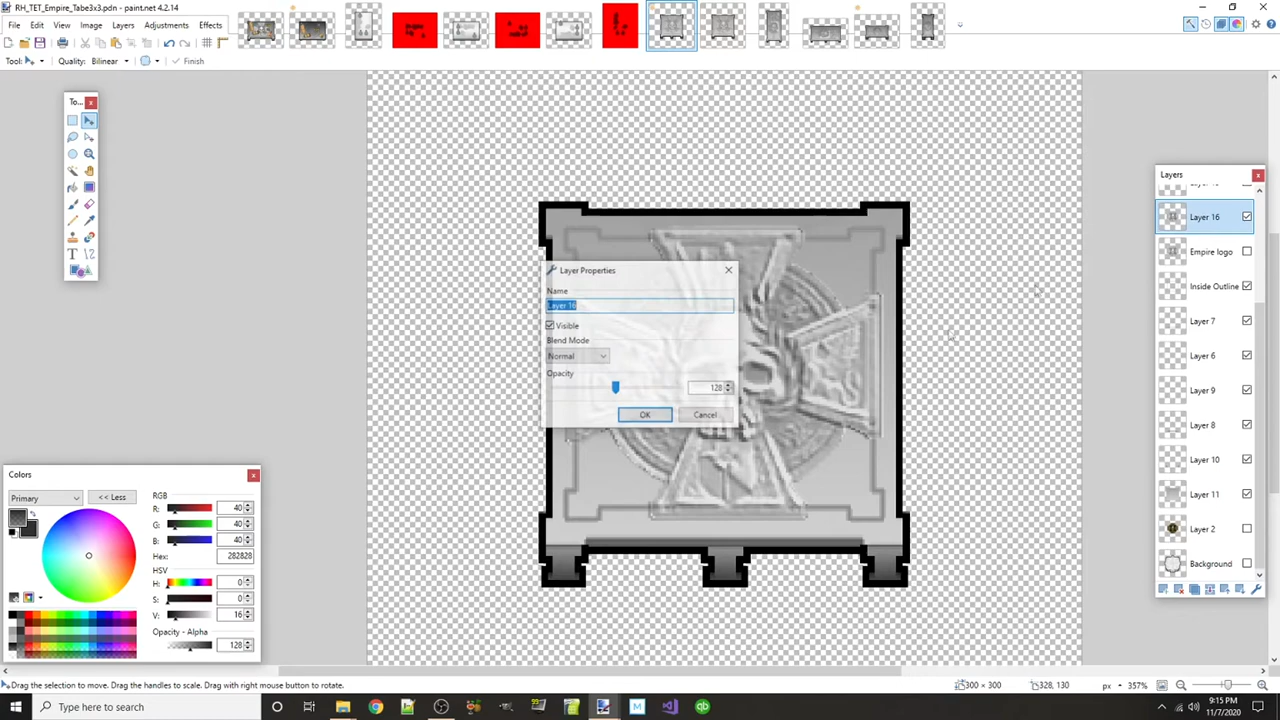 RH_TET_Empire_Tabe3x3.pdn - paint.net 4.2.14
File Edit View Image Layers Adjustments Effects
Tool: Quality: Bilinear Finish
To...
Layers
Layer 16
Empire logo
Inside Outline
Layer 7
Layer 6
Layer 9
Layer 8
Layer 10
Layer 11
Layer 2
Background
Layer Properties
Name
Layer 16
Visible
Blend Mode
Normal
Opacity
128
OK Cancel
Colors
Primary << Less
RGB
R: 40
G: 40
B: 40
Hex: 282828
HSV
H: 0
S: 0
V: 16
Opacity - Alpha
128
Drag the selection to move. Drag the handles to scale. Drag with right mouse button to rotate.
300 × 300 328, 130 px 357%
Type here to search
9:15 PM
11/7/2020